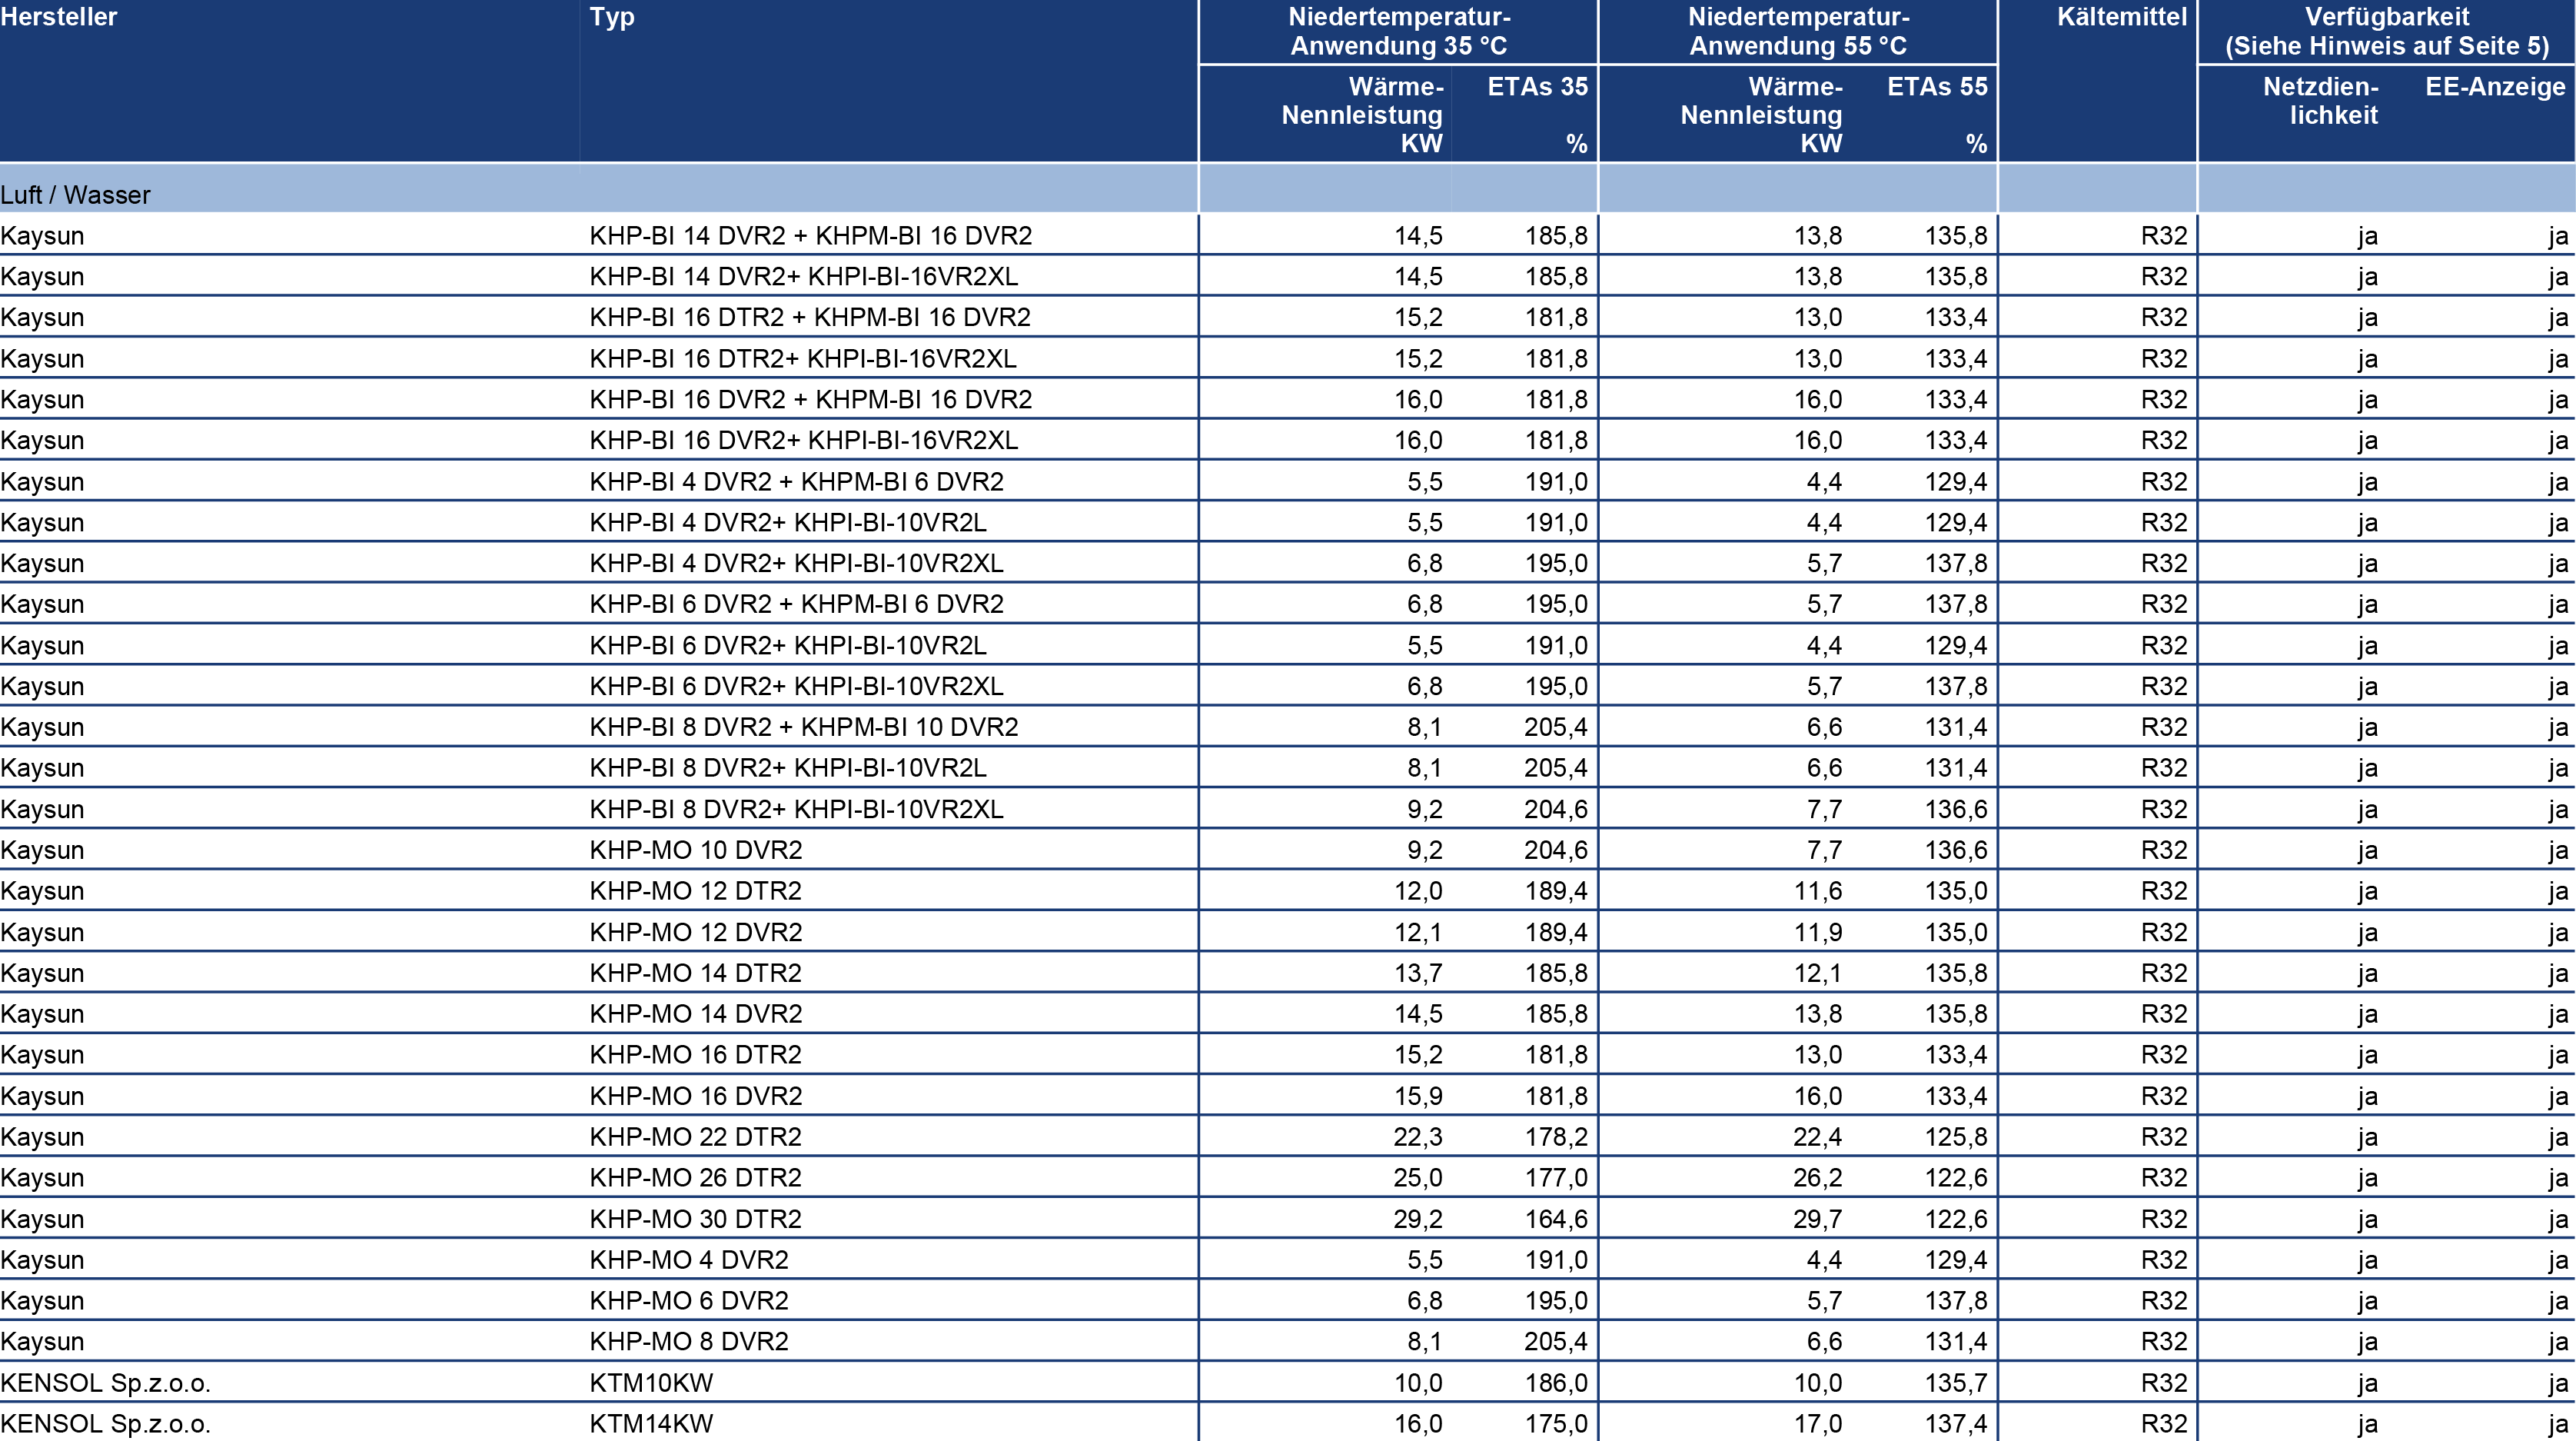 Hersteller Typ Niedertemperatur- Niedertemperatur- Kältemittel Verfügbarkeit
Anwendung 35 °C Anwendung 55 °C (Siehe Hinweis auf Seite 5)
Wärme- ETAs 35 Wärme- ETAs 55 Netzdien- EE-Anzeige
Nennleistung Nennleistung lichkeit
KW % KW %
Luft / Wasser
Kaysun KHP-BI 14 DVR2 + KHPM-BI 16 DVR2 14,5 185,8 13,8 135,8 R32 ja ja
Kaysun KHP-BI 14 DVR2+ KHPI-BI-16VR2XL 14,5 185,8 13,8 135,8 R32 ja ja
Kaysun KHP-BI 16 DTR2 + KHPM-BI 16 DVR2 15,2 181,8 13,0 133,4 R32 ja ja
Kaysun KHP-BI 16 DTR2+ KHPI-BI-16VR2XL 15,2 181,8 13,0 133,4 R32 ja ja
Kaysun KHP-BI 16 DVR2 + KHPM-BI 16 DVR2 16,0 181,8 16,0 133,4 R32 ja ja
Kaysun KHP-BI 16 DVR2+ KHPI-BI-16VR2XL 16,0 181,8 16,0 133,4 R32 ja ja
Kaysun KHP-BI 4 DVR2 + KHPM-BI 6 DVR2 5,5 191,0 4,4 129,4 R32 ja ja
Kaysun KHP-BI 4 DVR2+ KHPI-BI-10VR2L 5,5 191,0 4,4 129,4 R32 ja ja
Kaysun KHP-BI 4 DVR2+ KHPI-BI-10VR2XL 6,8 195,0 5,7 137,8 R32 ja ja
Kaysun KHP-BI 6 DVR2 + KHPM-BI 6 DVR2 6,8 195,0 5,7 137,8 R32 ja ja
Kaysun KHP-BI 6 DVR2+ KHPI-BI-10VR2L 5,5 191,0 4,4 129,4 R32 ja ja
Kaysun KHP-BI 6 DVR2+ KHPI-BI-10VR2XL 6,8 195,0 5,7 137,8 R32 ja ja
Kaysun KHP-BI 8 DVR2 + KHPM-BI 10 DVR2 8,1 205,4 6,6 131,4 R32 ja ja
Kaysun KHP-BI 8 DVR2+ KHPI-BI-10VR2L 8,1 205,4 6,6 131,4 R32 ja ja
Kaysun KHP-BI 8 DVR2+ KHPI-BI-10VR2XL 9,2 204,6 7,7 136,6 R32 ja ja
Kaysun KHP-MO 10 DVR2 9,2 204,6 7,7 136,6 R32 ja ja
Kaysun KHP-MO 12 DTR2 12,0 189,4 11,6 135,0 R32 ja ja
Kaysun KHP-MO 12 DVR2 12,1 189,4 11,9 135,0 R32 ja ja
Kaysun KHP-MO 14 DTR2 13,7 185,8 12,1 135,8 R32 ja ja
Kaysun KHP-MO 14 DVR2 14,5 185,8 13,8 135,8 R32 ja ja
Kaysun KHP-MO 16 DTR2 15,2 181,8 13,0 133,4 R32 ja ja
Kaysun KHP-MO 16 DVR2 15,9 181,8 16,0 133,4 R32 ja ja
Kaysun KHP-MO 22 DTR2 22,3 178,2 22,4 125,8 R32 ja ja
Kaysun KHP-MO 26 DTR2 25,0 177,0 26,2 122,6 R32 ja ja
Kaysun KHP-MO 30 DTR2 29,2 164,6 29,7 122,6 R32 ja ja
Kaysun KHP-MO 4 DVR2 5,5 191,0 4,4 129,4 R32 ja ja
Kaysun KHP-MO 6 DVR2 6,8 195,0 5,7 137,8 R32 ja ja
Kaysun KHP-MO 8 DVR2 8,1 205,4 6,6 131,4 R32 ja ja
KENSOL Sp.z.o.o. KTM10KW 10,0 186,0 10,0 135,7 R32 ja ja
KENSOL Sp.z.o.o. KTM14KW 16,0 175,0 17,0 137,4 R32 ja ja